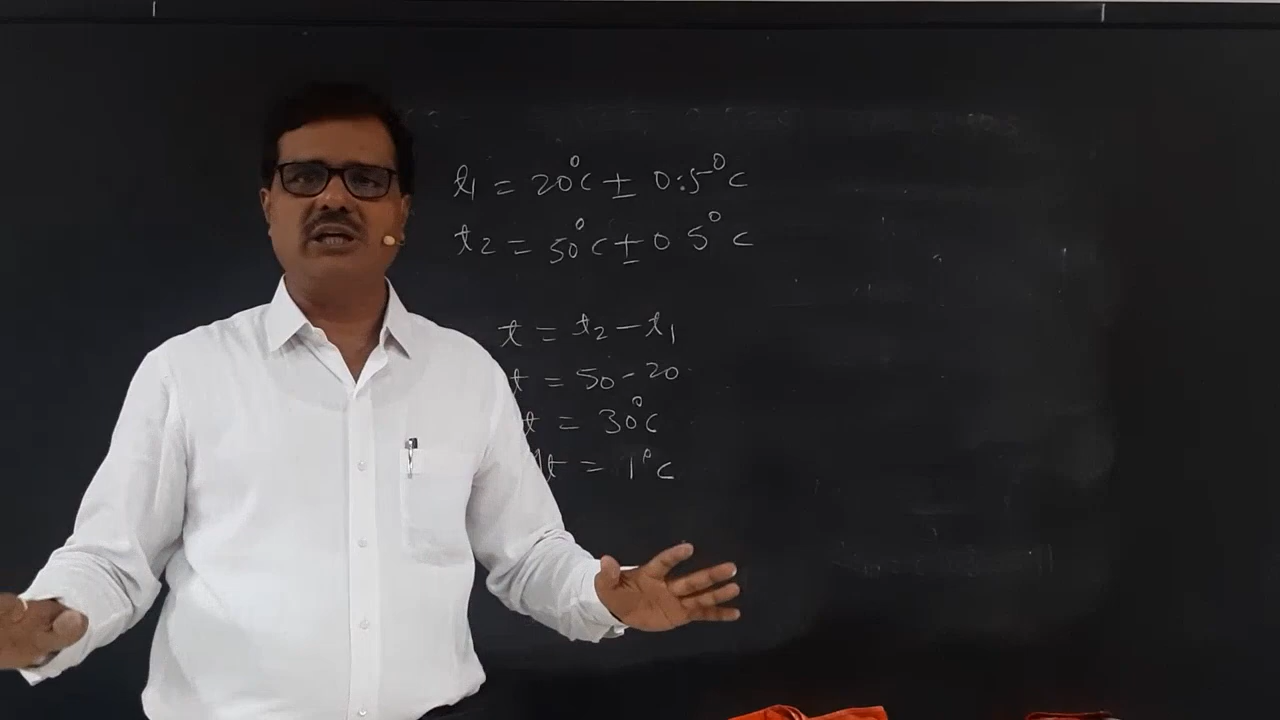 t1 = 20°C ± 0.5°C
t2 = 50°C ± 0 5°C
t = t2 - t1
t = 50 - 20
t = 30°C
Δt = 1°C